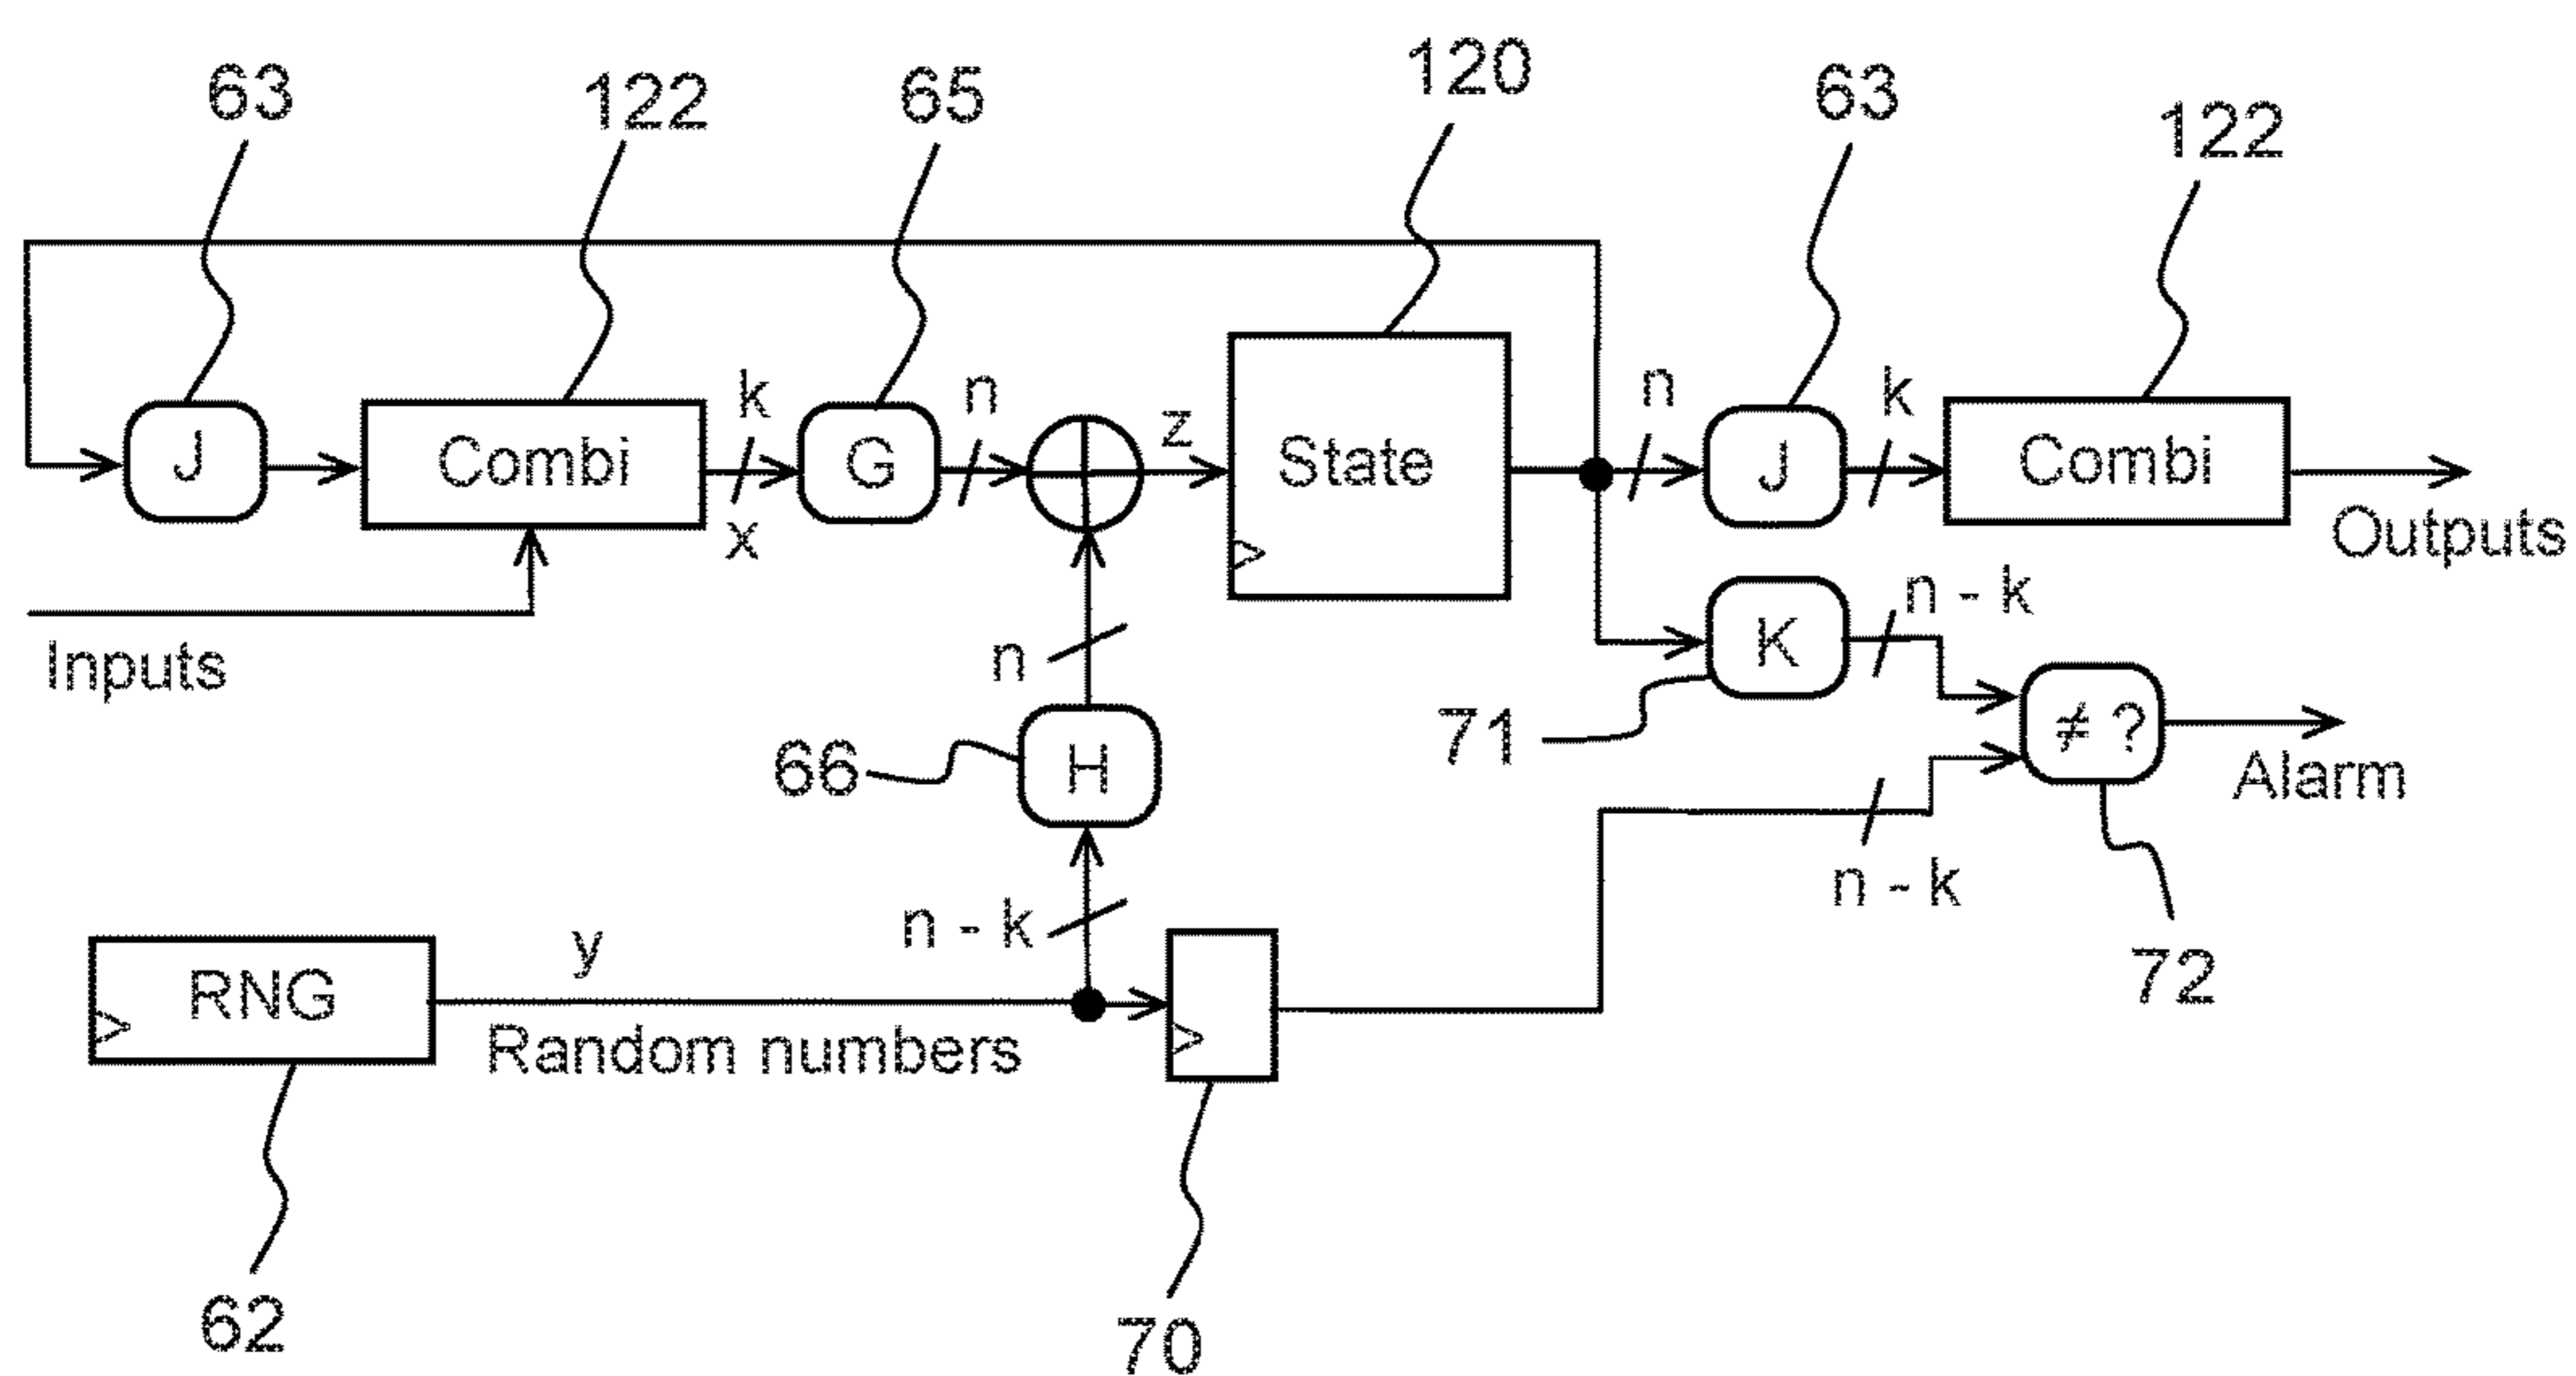 63
122
65
120
63
122
J
Combi
k
x
G
n
z
State
n
J
k
Combi
Outputs
Inputs
n
H
66
K
n - k
71
≠ ?
Alarm
n - k
72
RNG
y
Random numbers
n - k
62
70